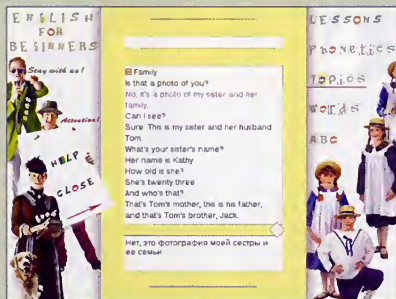 ENGLISH
FOR
BEGINNERS
Stay with us!
Attention!
HELP
CLOSE
Family
Is that a photo of you?
No, it's a photo of my sister and her
family.
Can I see?
Sure. This is my sister and her husband
Tom.
What's your sister's name?
Her name is Kathy
How old is she?
She's twenty three
And who's that?
That's Tom's mother, this is his father,
and that's Tom's brother, Jack.
Нет, это фотография моей сестры и
ее семьи
LESSONS
Phonetics
Topics
words
ABC